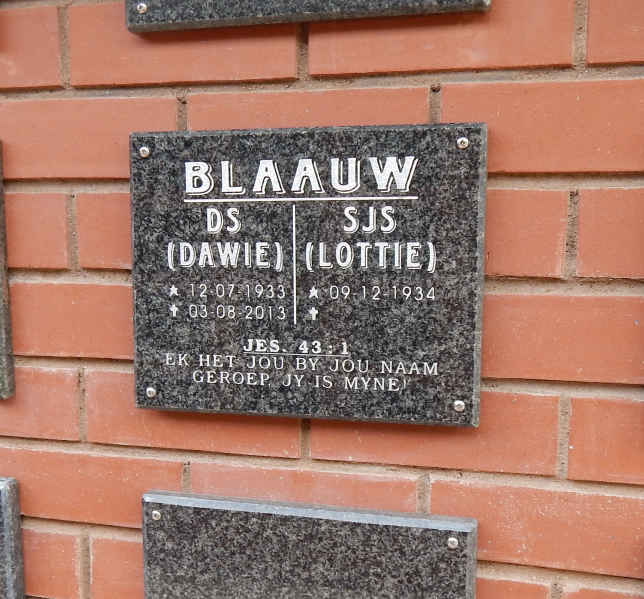 BLAAUW
DS SJS
(DAWIE) (LOTTIE)
★ 12-07-1933 ★ 09-12-1934
✝ 03-08-2013 ✝
JES. 43:1
EK HET JOU BY JOU NAAM
GEROEP, JY IS MYNE!